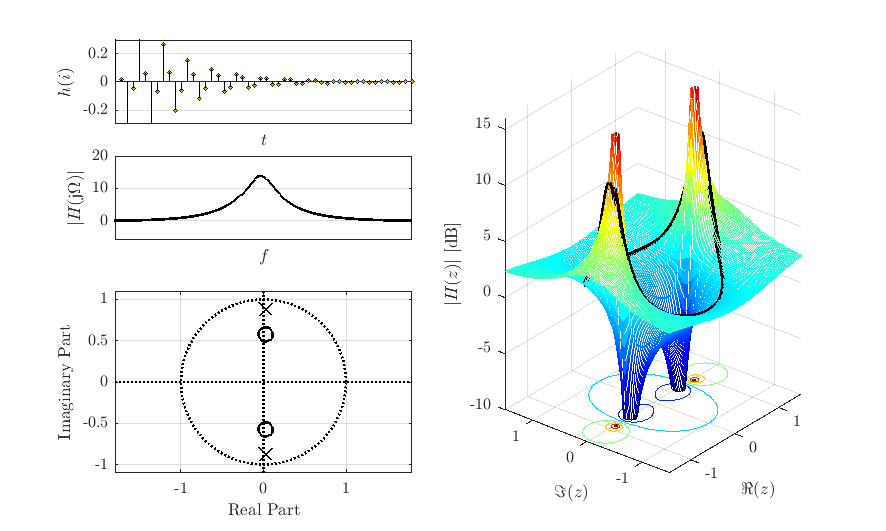 0.2
0
-0.2
h(i)
t
20
10
0
|H(jΩ)|
f
1
0.5
0
-0.5
-1
Imaginary Part
-1 0 1
Real Part
15
10
5
0
-5
-10
|H(z)| [dB]
1
0
-1
ℑ(z)
-1
0
1
ℜ(z)